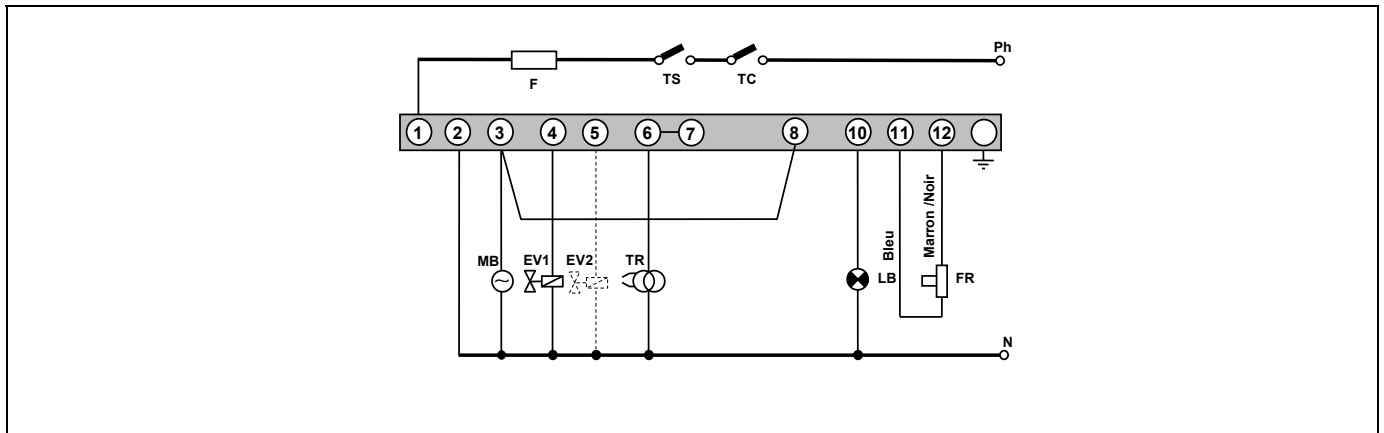 Ph
F
TS TC
1 2 3 4 5 6 7 8 10 11 12
Bleu
Marron /Noir
MB EV1 EV2 TR LB FR
N